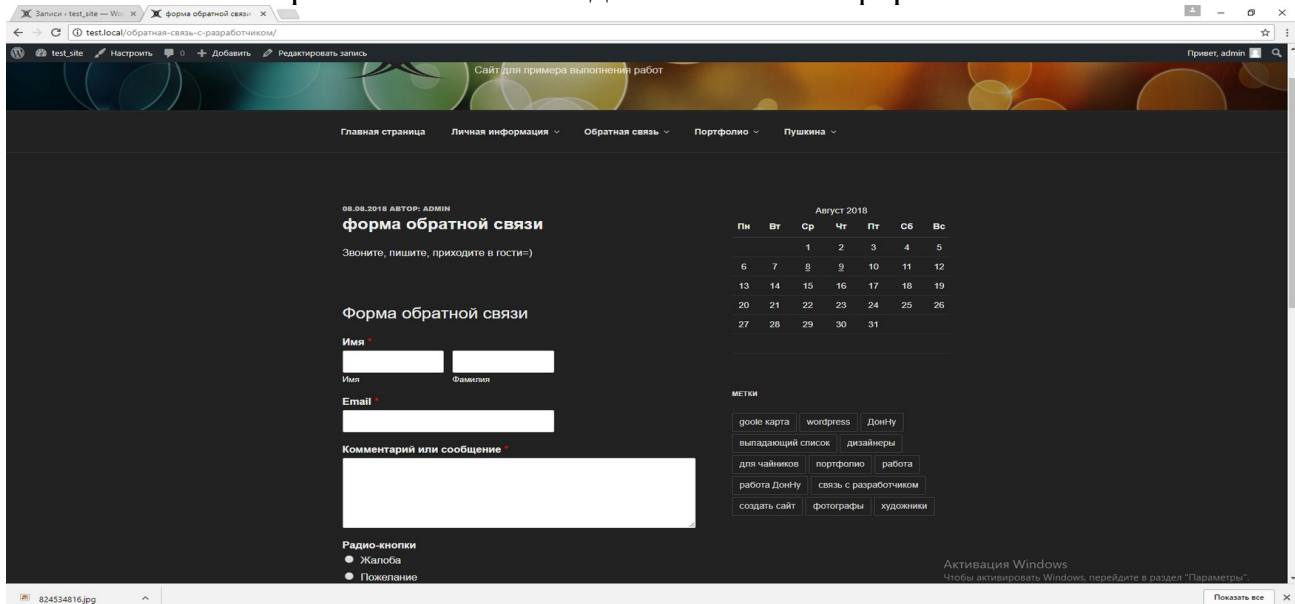 Записи ‹ test_site — Wo
форма обратной связи
test.local/обратная-связь-с-разработчиком/
test_site Настроить 0 + Добавить Редактировать запись Привет, admin
Сайт для примера выполнения работ
Главная страница Личная информация Обратная связь Портфолио Пушкина
08.08.2018 АВТОР: ADMIN
форма обратной связи
Звоните, пишите, приходите в гости=)
Форма обратной связи
Имя *
Имя Фамилия
Email *
Комментарий или сообщение *
Радио-кнопки
Жалоба
Пожелание
Август 2018
Пн Вт Ср Чт Пт Сб Вс
1 2 3 4 5
6 7 8 9 10 11 12
13 14 15 16 17 18 19
20 21 22 23 24 25 26
27 28 29 30 31
МЕТКИ
goole карта wordpress ДонНу
выпадающий список дизайнеры
для чайников портфолио работа
работа ДонНу связь с разработчиком
создать сайт фотографы художники
Активация Windows
Чтобы активировать Windows, перейдите в раздел "Параметры".
824534816.jpg Показать все